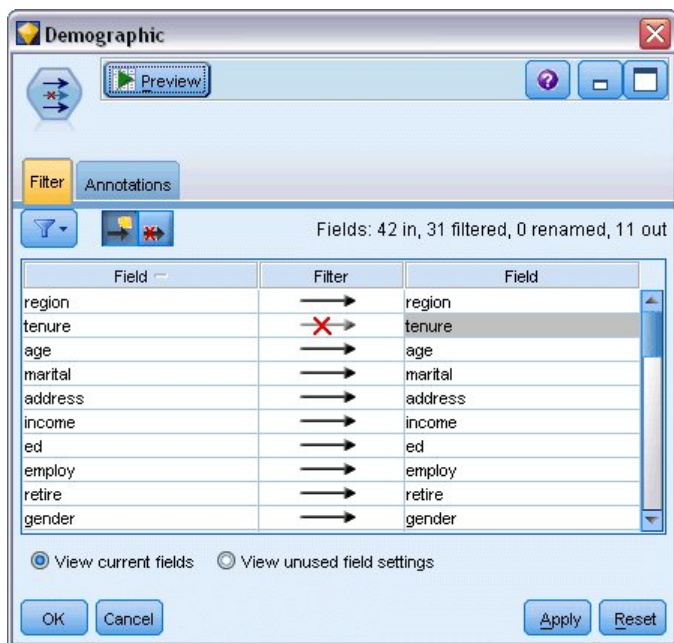 Demographic
Preview
Filter Annotations
Fields: 42 in, 31 filtered, 0 renamed, 11 out
Field Filter Field
region region
tenure tenure
age age
marital marital
address address
income income
ed ed
employ employ
retire retire
gender gender
View current fields View unused field settings
OK Cancel Apply Reset